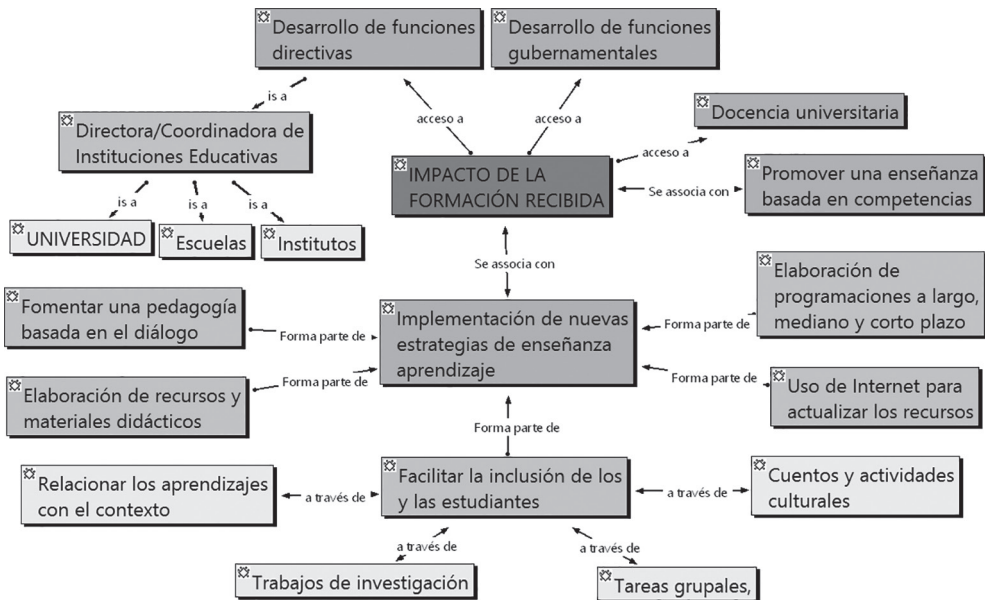 Desarrollo de funciones
directivas
Desarrollo de funciones
gubernamentales
is a
acceso a
acceso a
Docencia universitaria
Directora/Coordinadora de
Instituciones Educativas
acceso a
IMPACTO DE LA
FORMACIÓN RECIBIDA
Se associa con
Promover una enseñanza
basada en competencias
is a
is a
is a
UNIVERSIDAD
Escuelas
Institutos
Se associa con
Elaboración de
programaciones a largo,
mediano y corto plazo
Fomentar una pedagogía
basada en el diálogo
Forma parte de
Implementación de nuevas
estrategias de enseñanza
aprendizaje
Forma parte de
Elaboración de recursos y
materiales didácticos
Forma parte de
Forma parte de
Uso de Internet para
actualizar los recursos
Forma parte de
Relacionar los aprendizajes
con el contexto
a través de
Facilitar la inclusión de los
y las estudiantes
a través de
Cuentos y actividades
culturales
a través de
a través de
Trabajos de investigación
Tareas grupales,